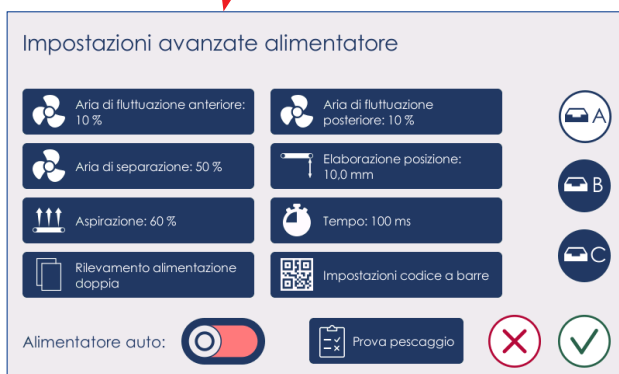 Impostazioni avanzate alimentatore
Aria di fluttuazione anteriore:
10 %
Aria di fluttuazione
posteriore: 10 %
A
Aria di separazione: 50 %
Elaborazione posizione:
10,0 mm
B
Aspirazione: 60 %
Tempo: 100 ms
C
Rilevamento alimentazione
doppia
Impostazioni codice a barre
Alimentatore auto:
Prova pescaggio